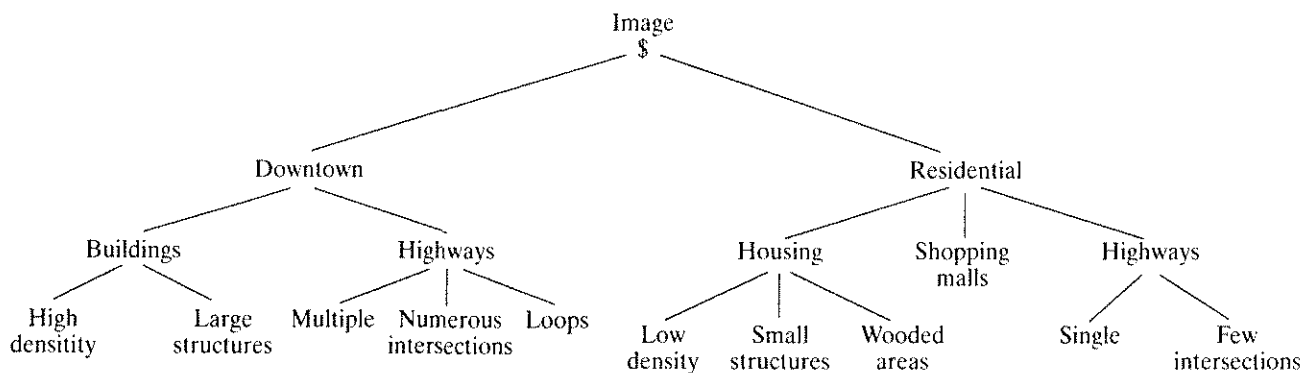 Image
$
Downtown
Residential
Buildings
Highways
Housing
Shopping
malls
Highways
High
densitity
Large
structures
Multiple
Numerous
intersections
Loops
Low
density
Small
structures
Wooded
areas
Single
Few
intersections